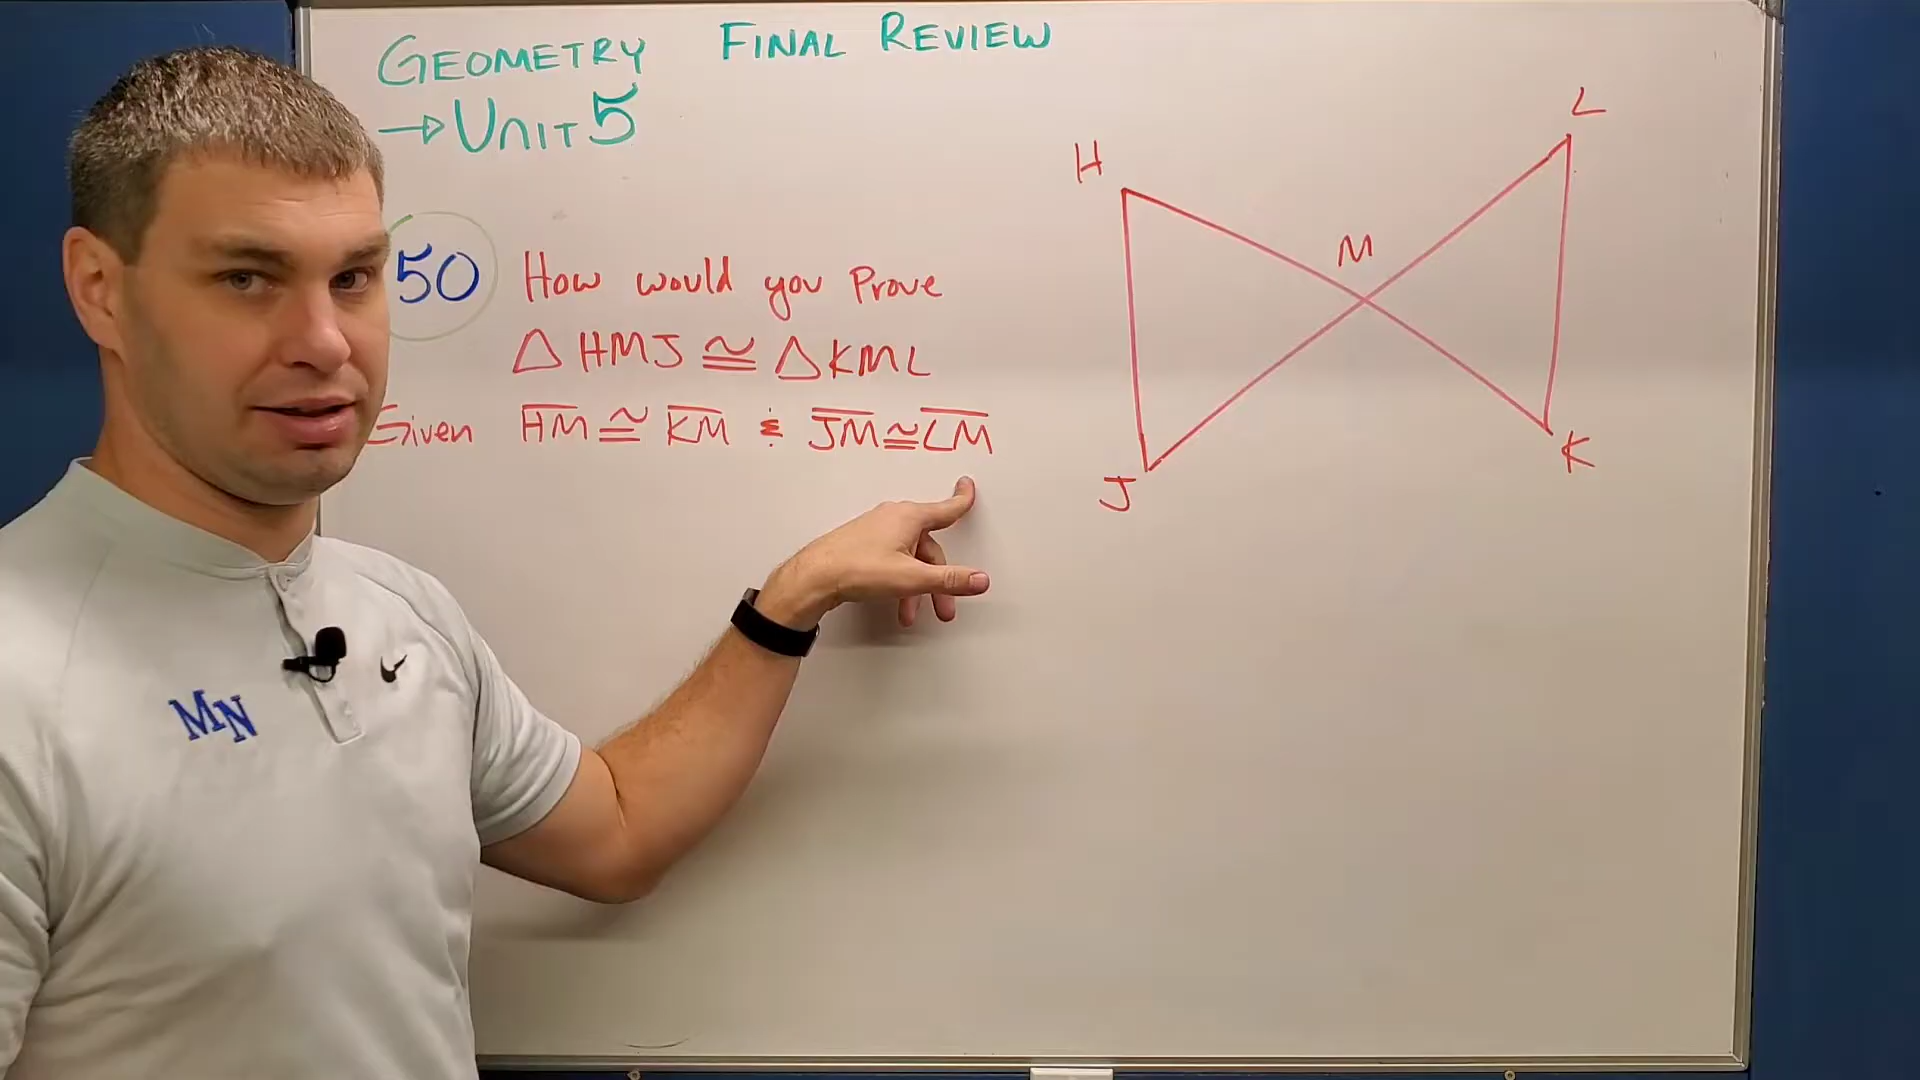 GEOMETRY FINAL REVIEW
→ UNIT 5
50 How would you Prove
△ HMJ ≅ △ KML
Given HM ≅ KM & JM ≅ LM
H
L
M
J
K
MN